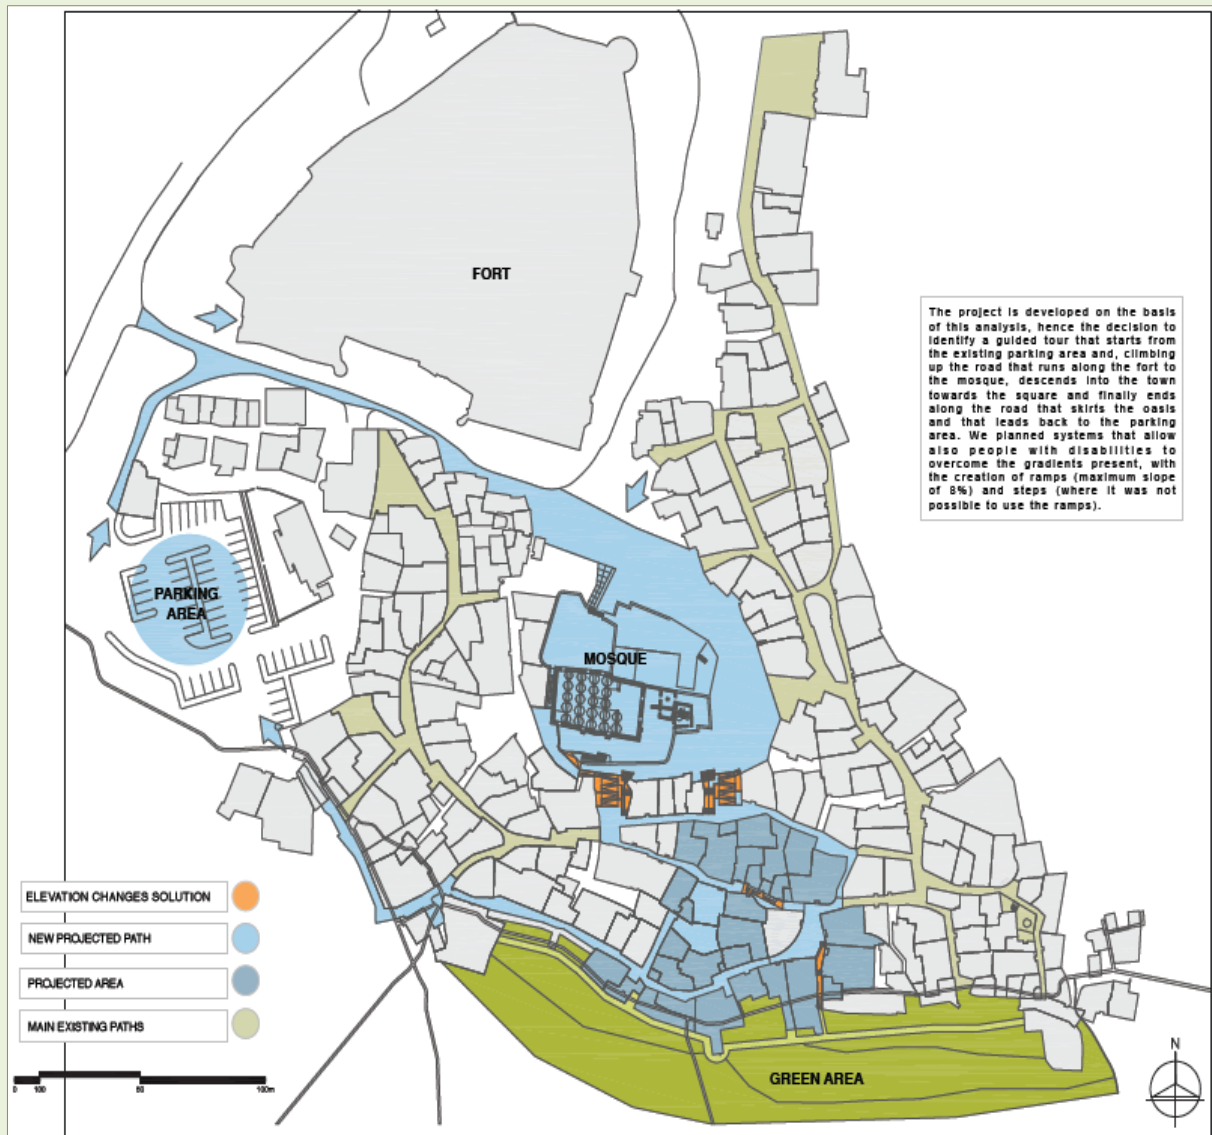 FORT
The project is developed on the basis
of this analysis, hence the decision to
identify a guided tour that starts from
the existing parking area and, climbing
up the road that runs along the fort to
the mosque, descends into the town
towards the square and finally ends
along the road that skirts the oasis
and that leads back to the parking
area. We planned systems that allow
also people with disabilities to
overcome the gradients present, with
the creation of ramps (maximum slope
of 8%) and steps (where it was not
possible to use the ramps).
PARKING
AREA
MOSQUE
ELEVATION CHANGES SOLUTION
NEW PROJECTED PATH
PROJECTED AREA
MAIN EXISTING PATHS
0 100 50 100m
GREEN AREA
N